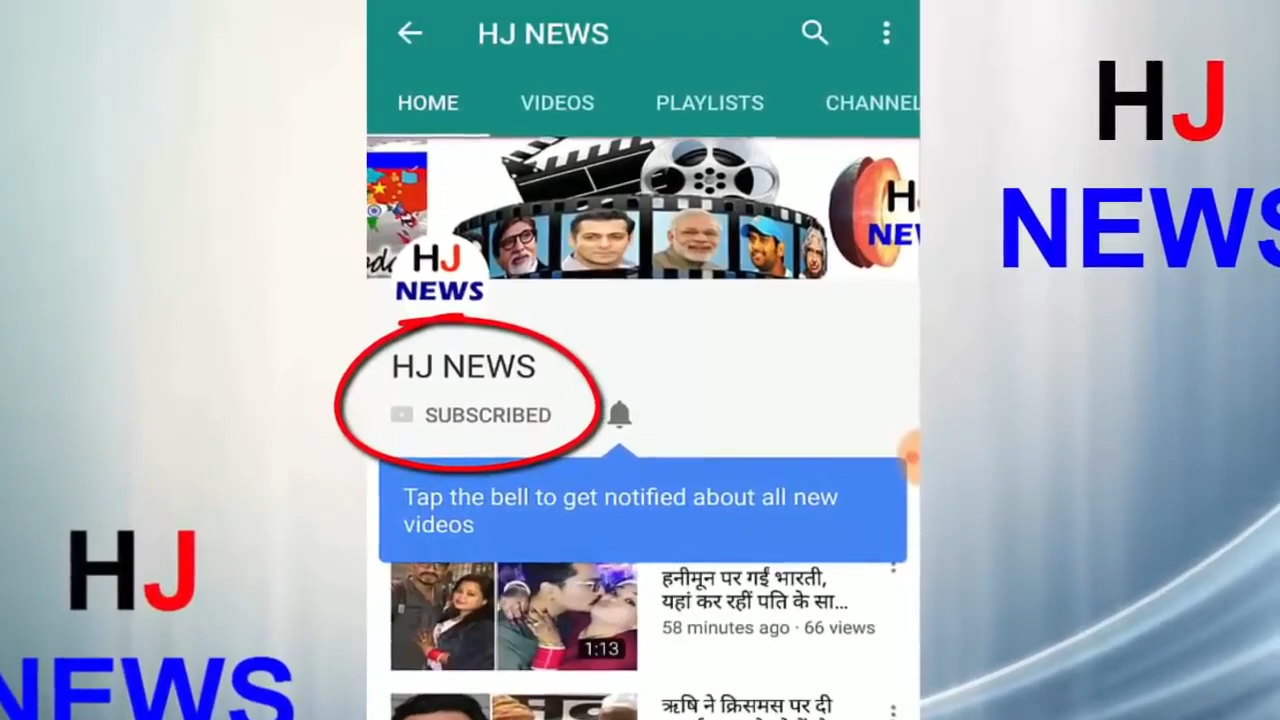 HJ NEWS
HOME VIDEOS PLAYLISTS CHANNEL
HJ
NEWS
HJ
NEWS
HJ
NEWS
HJ NEWS
SUBSCRIBED
Tap the bell to get notified about all new
videos
हनीमून पर गईं भारती,
यहां कर रहीं पति के सा...
58 minutes ago · 66 views
1:13
ऋषि ने क्रिसमस पर दी
HJ
NEWS